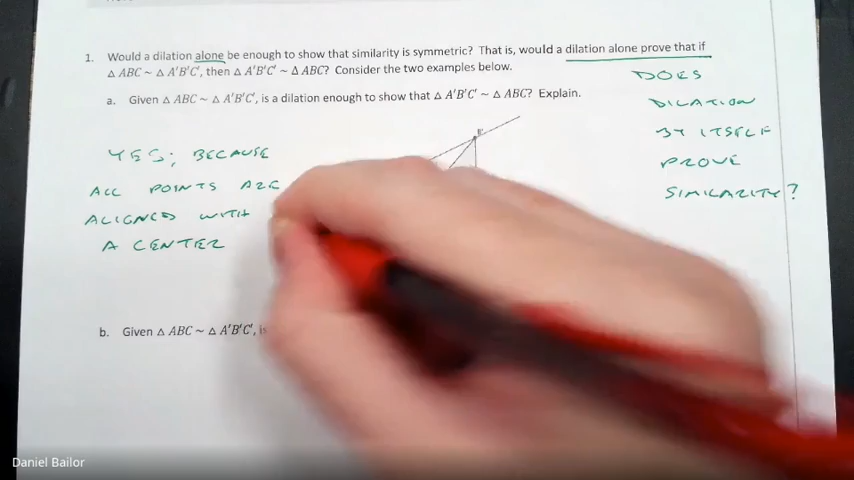 1. Would a dilation alone be enough to show that similarity is symmetric? That is, would a dilation alone prove that if
△ ABC ~ △ A'B'C', then △ A'B'C' ~ △ ABC? Consider the two examples below.
a. Given △ ABC ~ △ A'B'C', is a dilation enough to show that △ A'B'C' ~ △ ABC? Explain.
DOES
DILATION
BY ITSELF
PROVE
SIMILARITY?
YES; BECAUSE
ALL POINTS ARE
ALIGNED WITH
A CENTER
B'
b. Given △ ABC ~ △ A'B'C',
Daniel Bailor